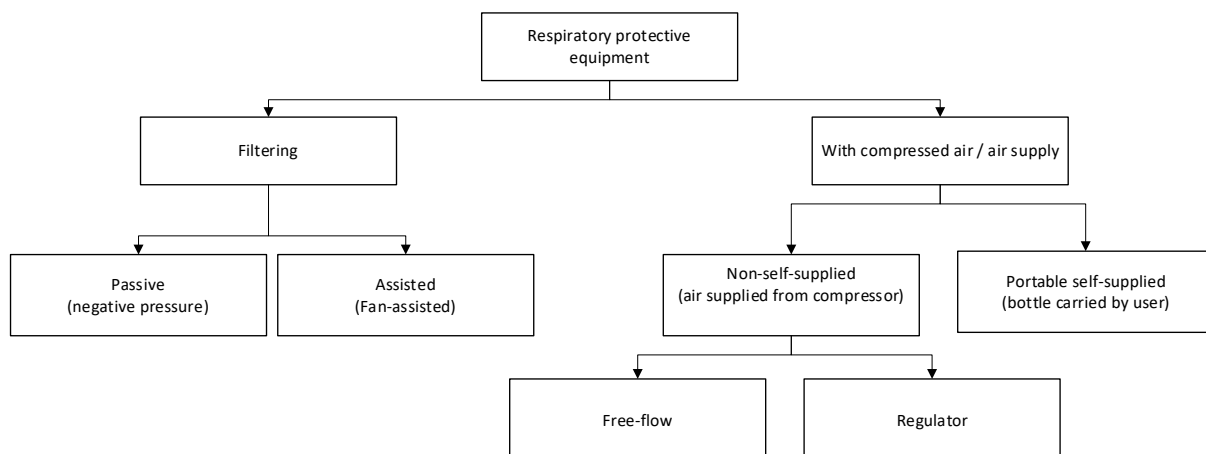 Respiratory protective
equipment
Filtering
With compressed air / air supply
Passive
(negative pressure)
Assisted
(Fan-assisted)
Non-self-supplied
(air supplied from compressor)
Portable self-supplied
(bottle carried by user)
Free-flow
Regulator